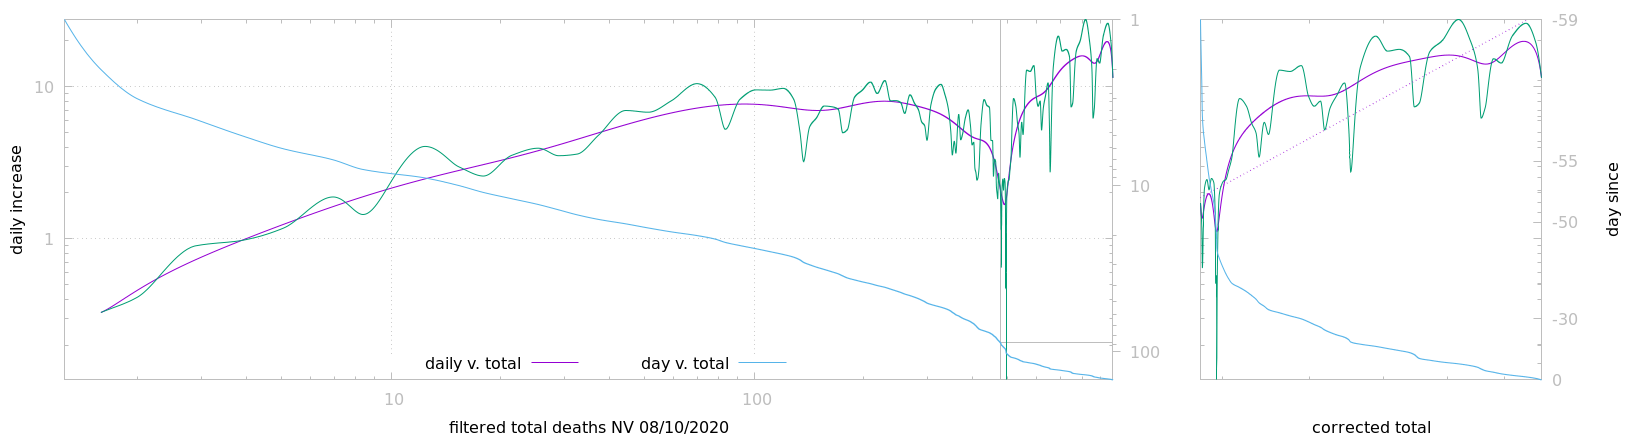 daily increase
10
1
daily v. total
day v. total
10
100
filtered total deaths NV 08/10/2020
1
10
100
-59
-55
-50
-30
0
day since
corrected total